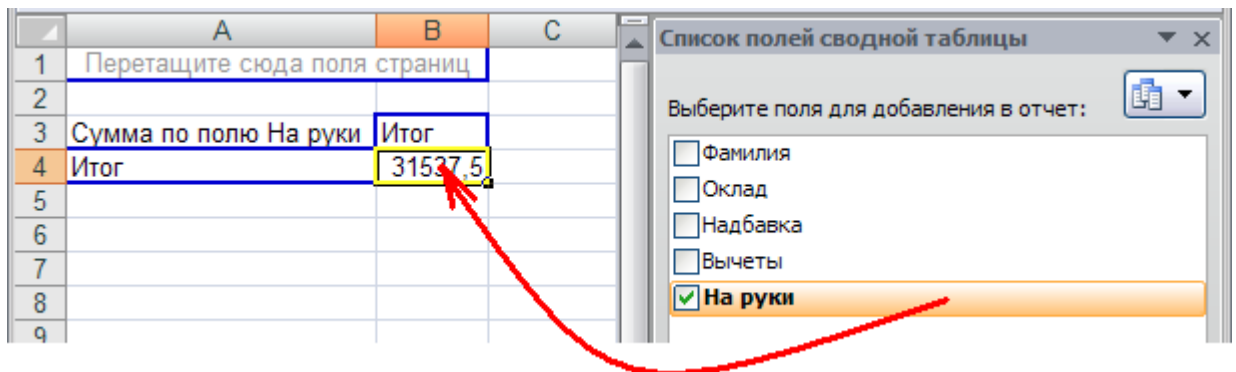 A B C
Список полей сводной таблицы
1 Перетащите сюда поля страниц
2
Выберите поля для добавления в отчет:
3 Сумма по полю На руки Итог
4 Итог 31537,5
Фамилия
5
Оклад
6
Надбавка
7
Вычеты
8
На руки
9